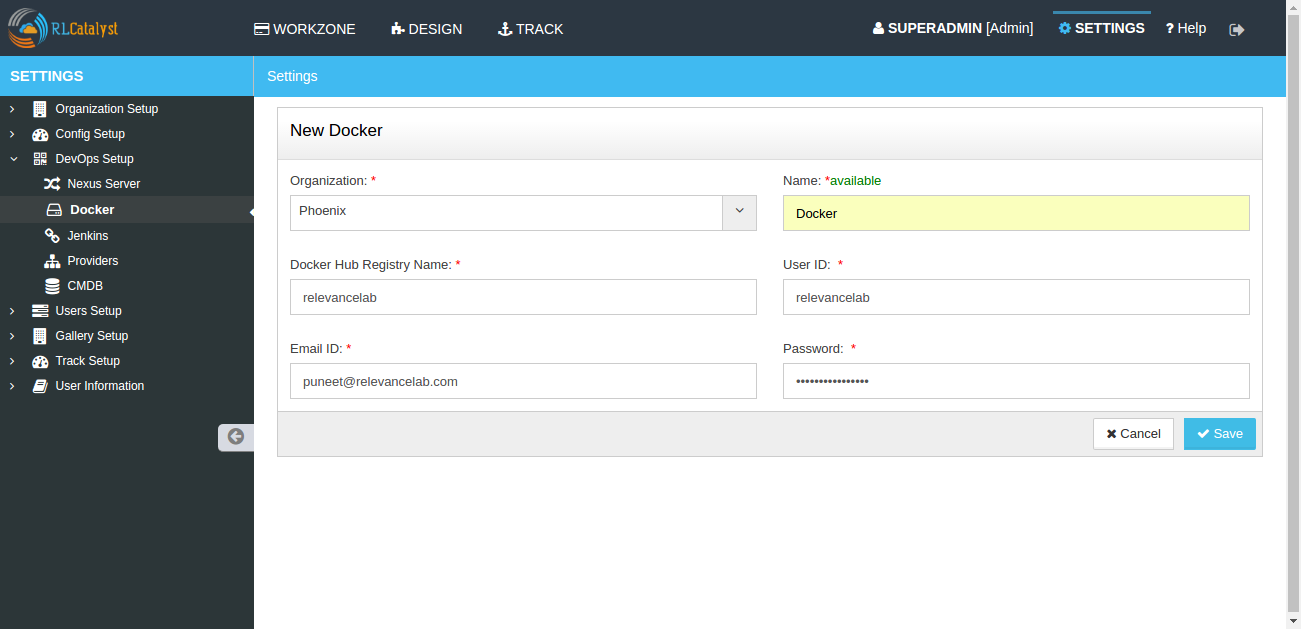 RLCatalyst
WORKZONE
DESIGN
TRACK
SUPERADMIN [Admin]
SETTINGS
? Help
SETTINGS
Settings
Organization Setup
Config Setup
DevOps Setup
Nexus Server
Docker
Jenkins
Providers
CMDB
Users Setup
Gallery Setup
Track Setup
User Information
New Docker
Organization: *
Name: *available
Phoenix
Docker
Docker Hub Registry Name: *
User ID: *
relevancelab
relevancelab
Email ID: *
Password: *
puneet@relevancelab.com
••••••••••••••••
Cancel
Save